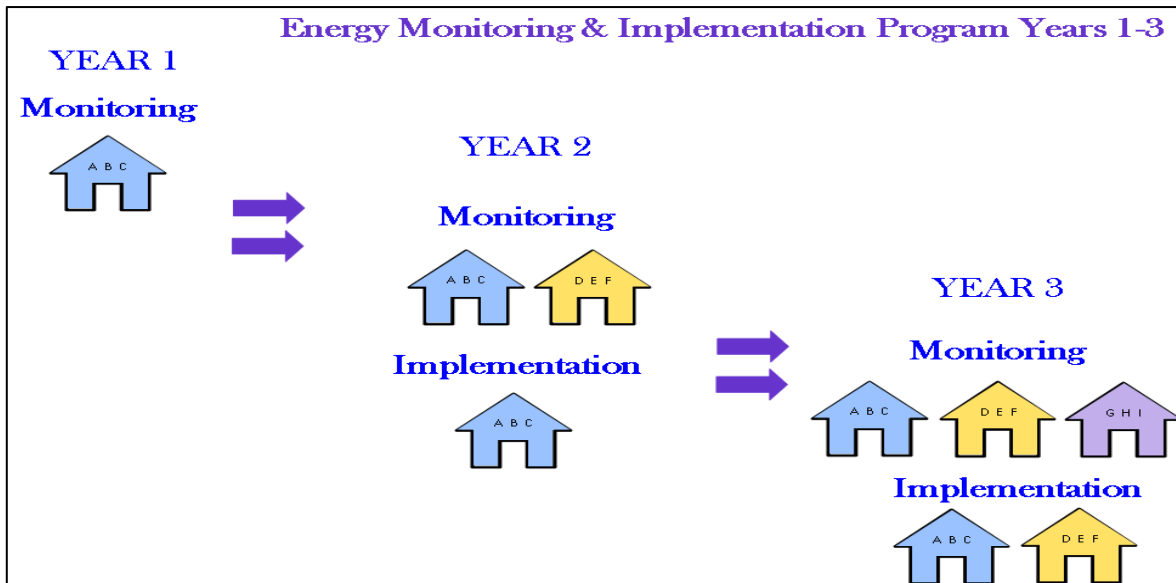 Energy Monitoring & Implementation Program Years 1-3
YEAR 1
Monitoring
A B C
YEAR 2
Monitoring
A B C
D E F
Implementation
A B C
YEAR 3
Monitoring
A B C
D E F
G H I
Implementation
A B C
D E F